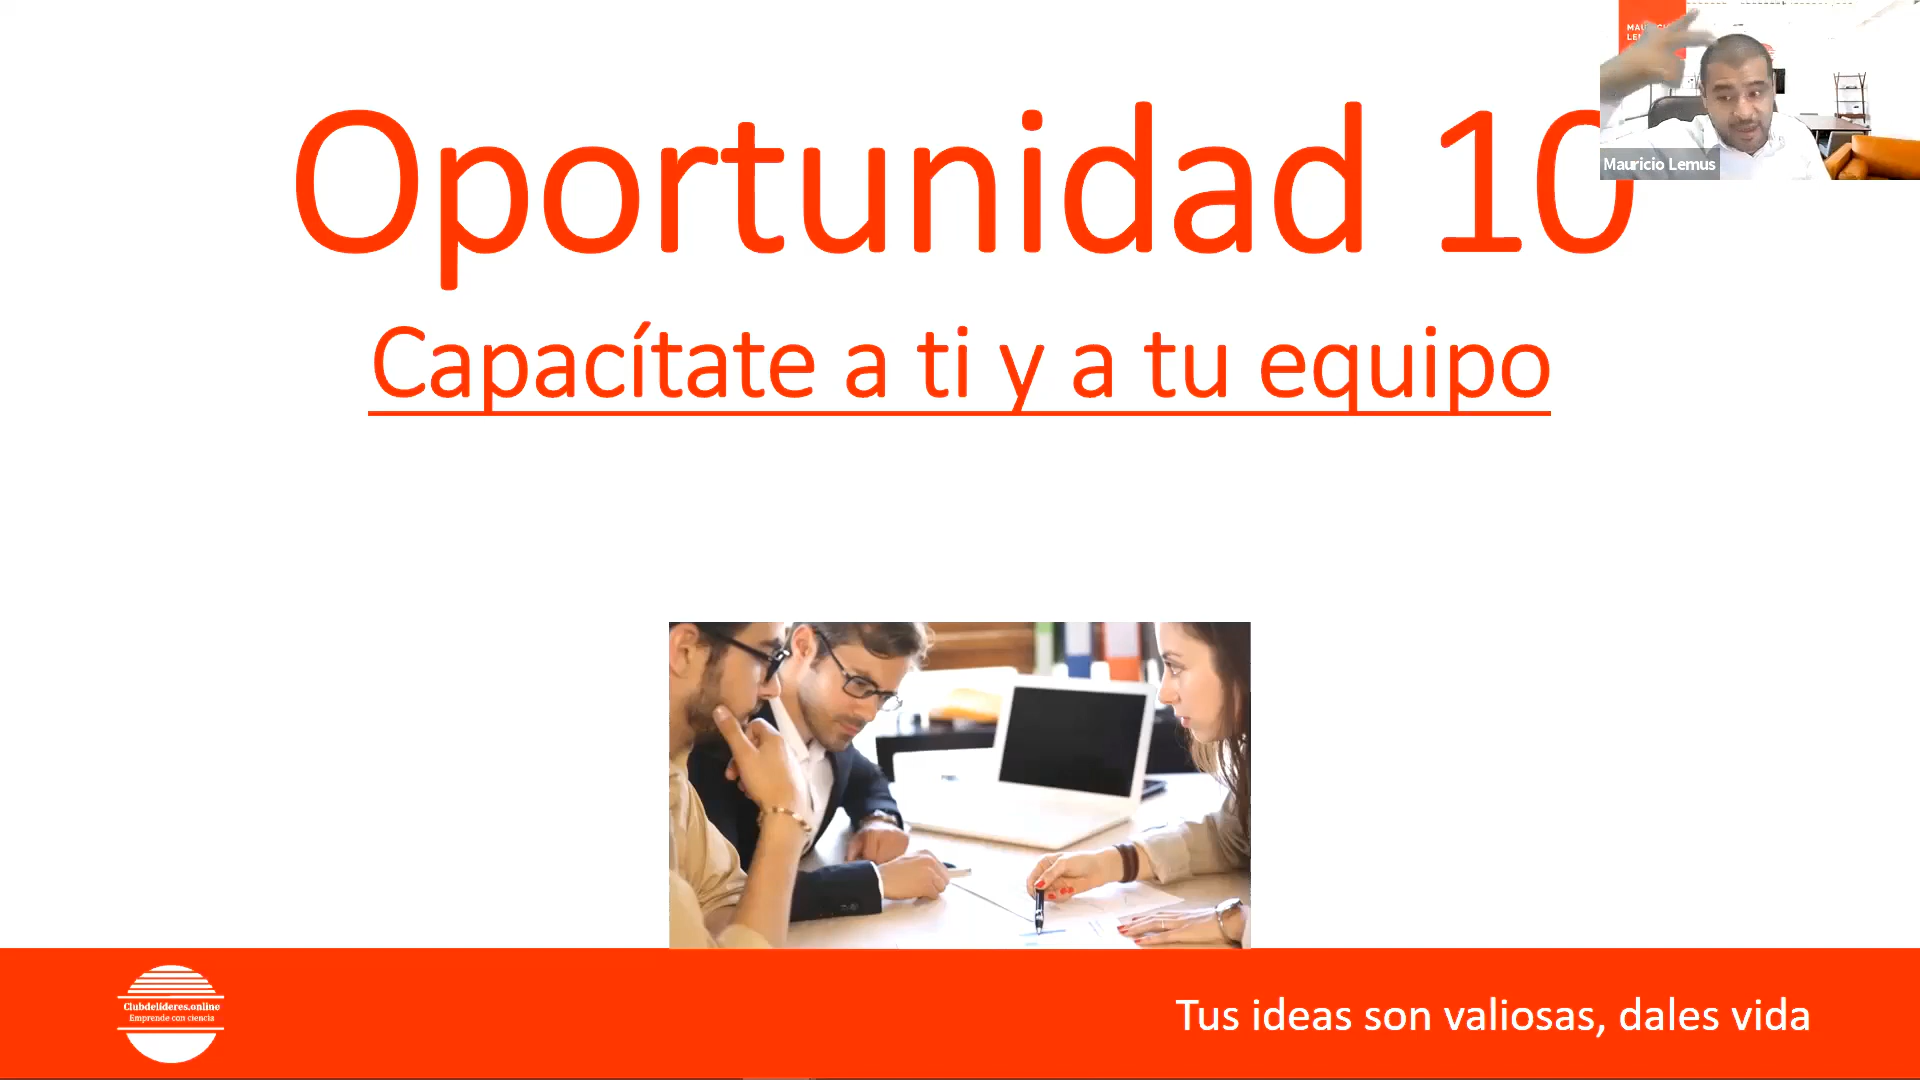 Oportunidad 10
Capacítate a ti y a tu equipo
Mauricio Lemus
Clubdelideres.online
Emprende con ciencia
Tus ideas son valiosas, dales vida